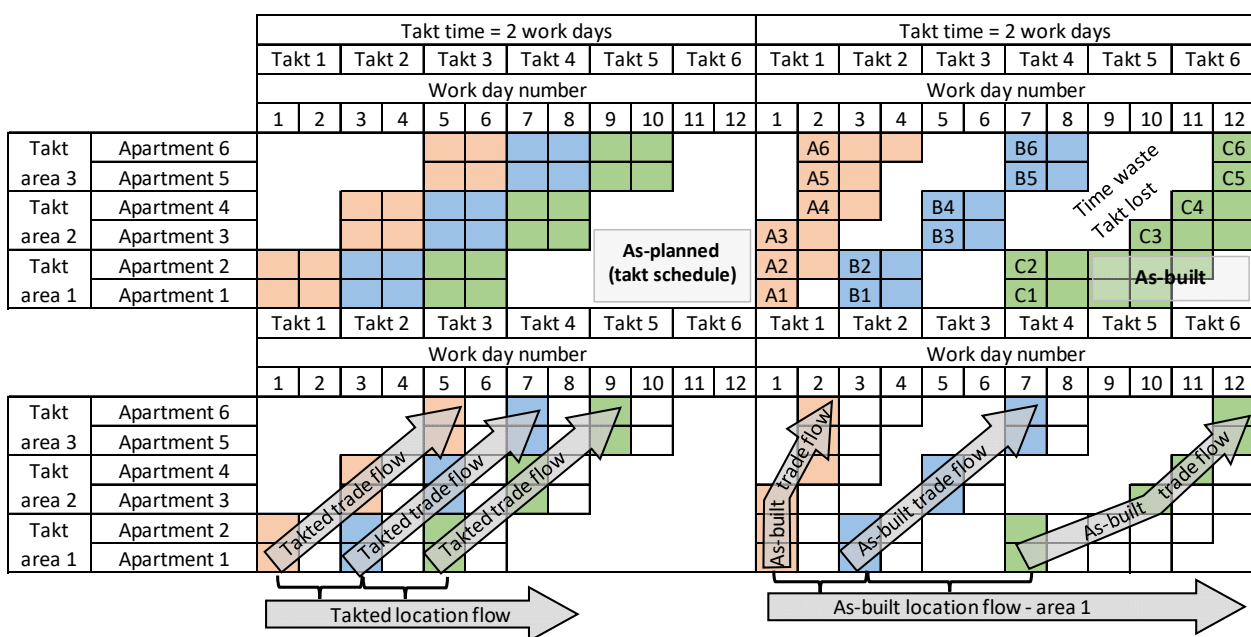 Takt time = 2 work days Takt time = 2 work days
Takt 1 Takt 2 Takt 3 Takt 4 Takt 5 Takt 6 Takt 1 Takt 2 Takt 3 Takt 4 Takt 5 Takt 6
Work day number Work day number
1 2 3 4 5 6 7 8 9 10 11 12 1 2 3 4 5 6 7 8 9 10 11 12
Takt Apartment 6 A6 B6 C6
area 3 Apartment 5 A5 B5 C5
Time waste
Takt lost
Takt Apartment 4 A4 B4 C4
area 2 Apartment 3 A3 B3 C3
As-planned
(takt schedule)
Takt Apartment 2 A2 B2 C2
area 1 Apartment 1 A1 B1 C1
As-built
Takt 1 Takt 2 Takt 3 Takt 4 Takt 5 Takt 6 Takt 1 Takt 2 Takt 3 Takt 4 Takt 5 Takt 6
Work day number Work day number
1 2 3 4 5 6 7 8 9 10 11 12 1 2 3 4 5 6 7 8 9 10 11 12
Takt Apartment 6
area 3 Apartment 5
Takt Apartment 4
area 2 Apartment 3
Takt Apartment 2
area 1 Apartment 1
Takted trade flow
Takted trade flow
Takted trade flow
As-built trade flow
As-built trade flow
As-built trade flow
Takted location flow
As-built location flow - area 1